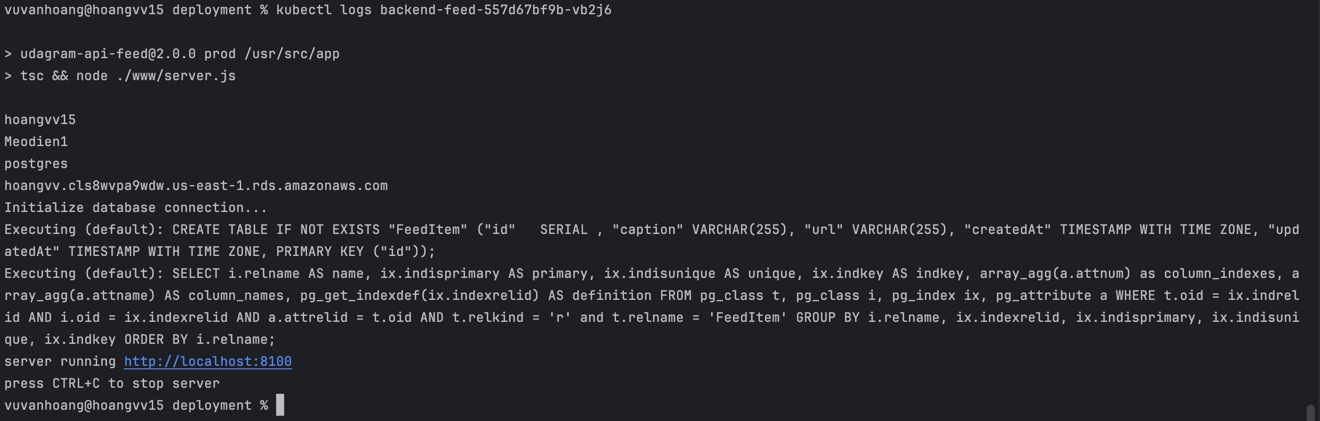 vuvanhoang@hoangvv15 deployment % kubectl logs backend-feed-557d67bf9b-vb2j6
> udagram-api-feed@2.0.0 prod /usr/src/app
> tsc && node ./www/server.js
hoangvv15
Meodien1
postgres
hoangvv.cls8wvpa9wdw.us-east-1.rds.amazonaws.com
Initialize database connection...
Executing (default): CREATE TABLE IF NOT EXISTS "FeedItem" ("id"   SERIAL , "caption" VARCHAR(255), "url" VARCHAR(255), "createdAt" TIMESTAMP WITH TIME ZONE, "upd
atedAt" TIMESTAMP WITH TIME ZONE, PRIMARY KEY ("id"));
Executing (default): SELECT i.relname AS name, ix.indisprimary AS primary, ix.indisunique AS unique, ix.indkey AS indkey, array_agg(a.attnum) as column_indexes, a
rray_agg(a.attname) AS column_names, pg_get_indexdef(ix.indexrelid) AS definition FROM pg_class t, pg_class i, pg_index ix, pg_attribute a WHERE t.oid = ix.indrel
id AND i.oid = ix.indexrelid AND a.attrelid = t.oid AND t.relkind = 'r' and t.relname = 'FeedItem' GROUP BY i.relname, ix.indexrelid, ix.indisprimary, ix.indisuni
que, ix.indkey ORDER BY i.relname;
server running http://localhost:8100
press CTRL+C to stop server
vuvanhoang@hoangvv15 deployment %